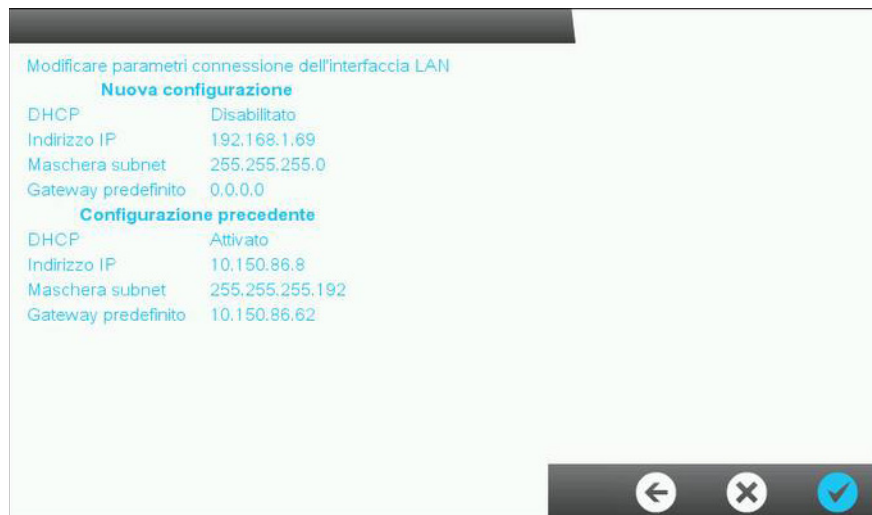 Modificare parametri connessione dell'interfaccia LAN
Nuova configurazione
DHCP Disabilitato
Indirizzo IP 192.168.1.69
Maschera subnet 255.255.255.0
Gateway predefinito 0.0.0.0
Configurazione precedente
DHCP Attivato
Indirizzo IP 10.150.86.8
Maschera subnet 255.255.255.192
Gateway predefinito 10.150.86.62